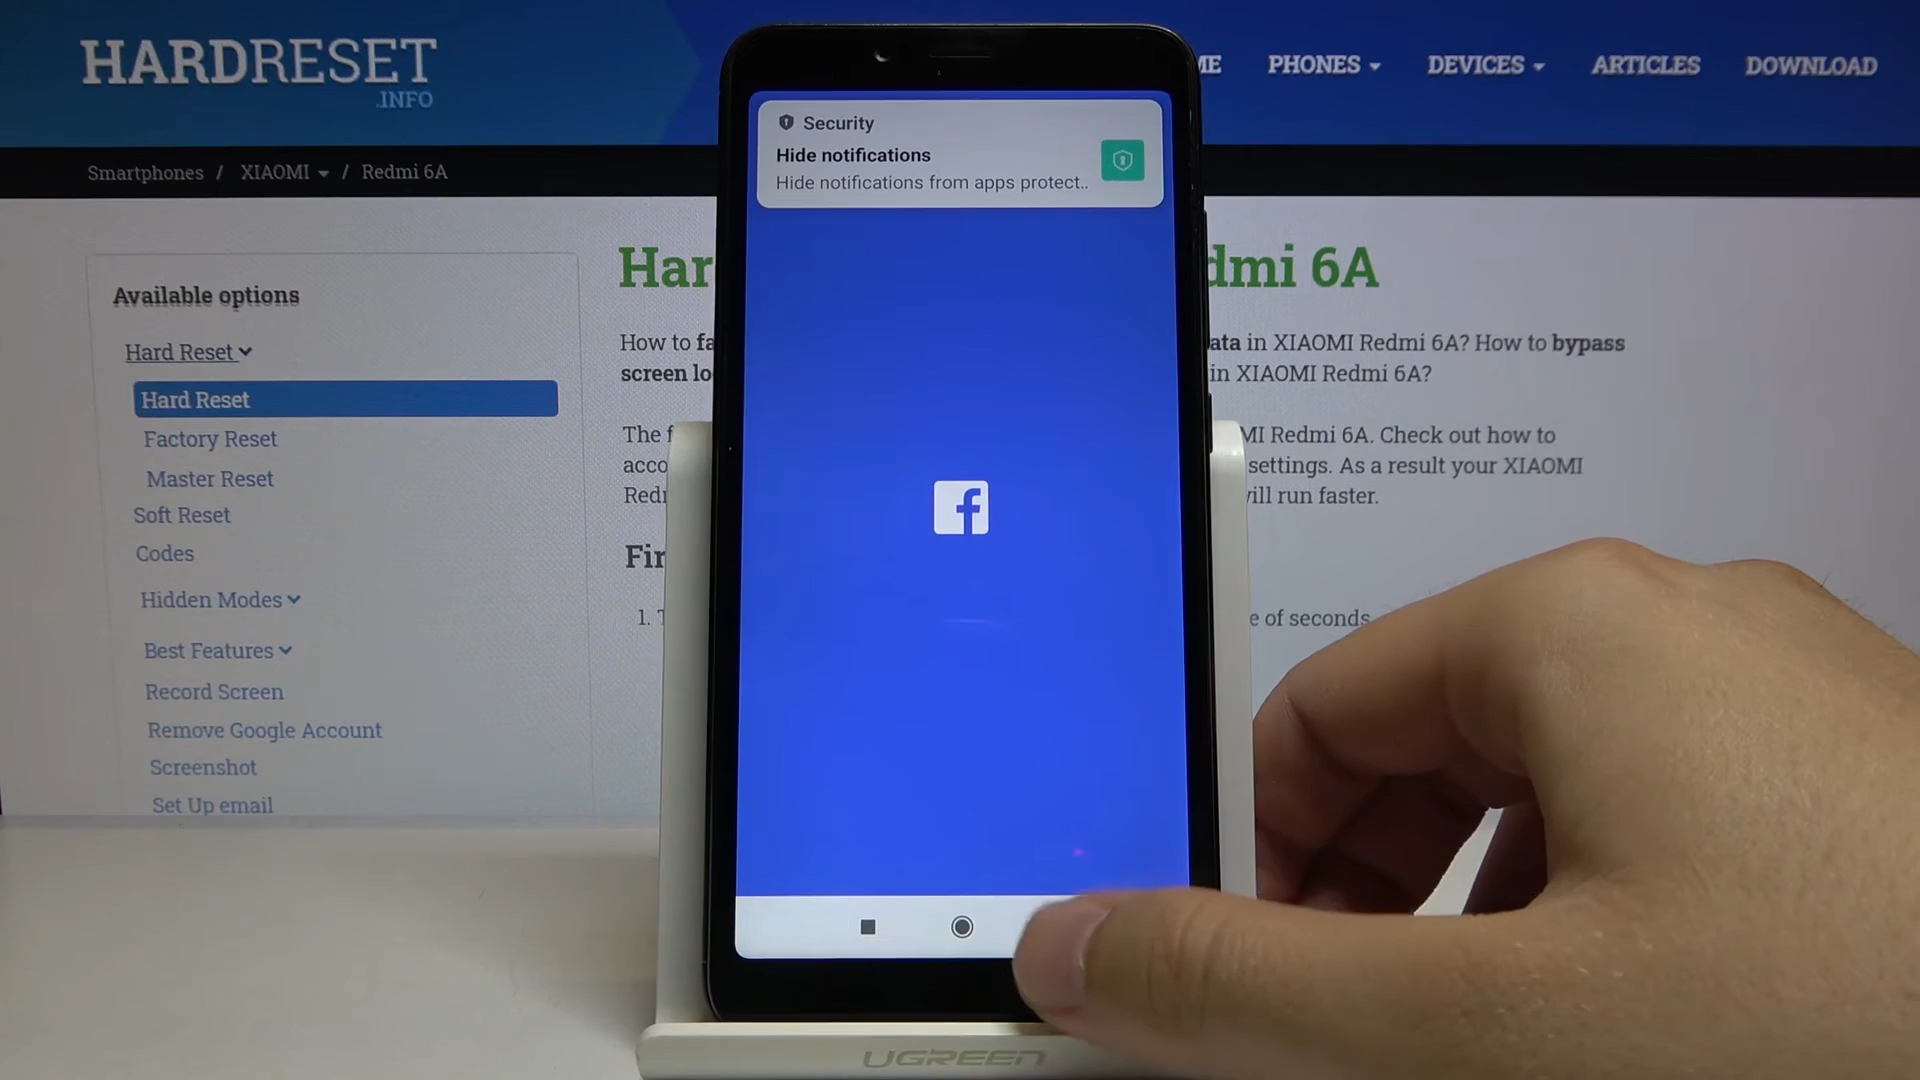 HARDRESET
.INFO
PHONES
DEVICES
ARTICLES
DOWNLOAD
Smartphones / XIAOMI / Redmi 6A
Security
Hide notifications
Hide notifications from apps protect..
Available options
Hard Reset
Hard Reset
Factory Reset
Master Reset
Soft Reset
Codes
Hidden Modes
Best Features
Record Screen
Remove Google Account
Screenshot
Set Up email
Har dmi 6A
How to fa ata in XIAOMI Redmi 6A? How to bypass
screen lo in XIAOMI Redmi 6A?
The f MI Redmi 6A. Check out how to
acco settings. As a result your XIAOMI
Redm will run faster.
Fir
1. T e of seconds.
f
UGREEN